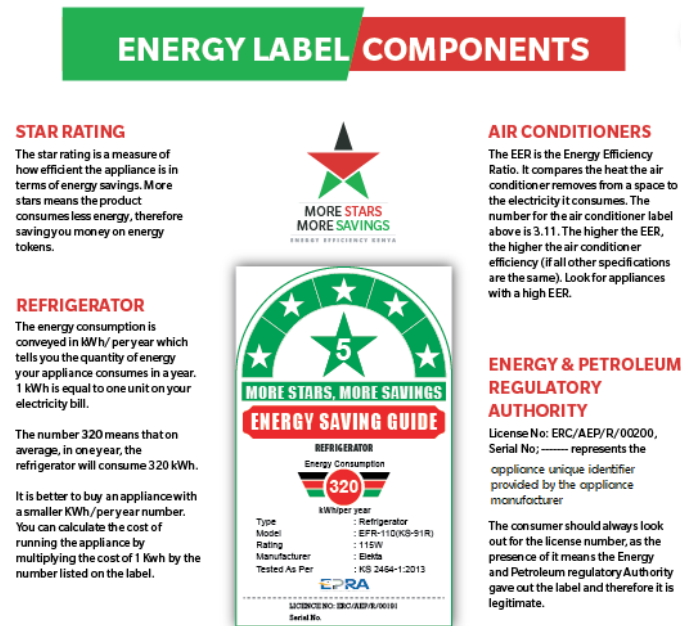 ENERGY LABEL COMPONENTS
STAR RATING
The star rating is a measure of
how efficient the appliance is in
terms of energy savings. More
stars means the product
consumes less energy, therefore
saving you money on energy
tokens.
REFRIGERATOR
The energy consumption is
conveyed in kWh/ per year which
tells you the quantity of energy
your appliance consumes in a year.
1 kWh is equal to one unit on your
electricity bill.
The number 320 means that on
average, in one year, the
refrigerator will consume 320 kWh.
It is better to buy an appliance with
a smaller KWh/per year number.
You can calculate the cost of
running the appliance by
multiplying the cost of 1 Kwh by the
number listed on the label.
MORE STARS
MORE SAVINGS
ENERGY EFFICIENCY KENYA
5
MORE STARS, MORE SAVINGS
ENERGY SAVING GUIDE
REFRIGERATOR
Energy Consumption
320
kWh/per year
Type : Refrigerator
Model : EFR-110(KS-91R)
Rating : 115W
Manufacturer : Elekta
Tested As Per : KS 2464-1:2013
EPRA
LICENCE NO: ERC/AEP/R/00101
Serial No.
AIR CONDITIONERS
The EER is the Energy Efficiency
Ratio. It compares the heat the air
conditioner removes from a space to
the electricity it consumes. The
number for the air conditioner label
above is 3.11. The higher the EER,
the higher the air conditioner
efficiency (if all other specifications
are the same). Look for appliances
with a high EER.
ENERGY & PETROLEUM
REGULATORY
AUTHORITY
License No: ERC/AEP/R/00200,
Serial No; ------- represents the
appliance unique identifier
provided by the appliance
manufacturer
The consumer should always look
out for the license number, as the
presence of it means the Energy
and Petroleum regulatory Authority
gave out the label and therefore it is
legitimate.